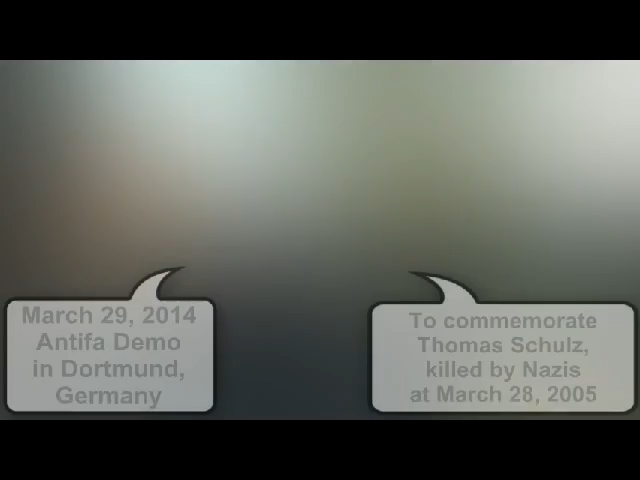 March 29, 2014
Antifa Demo
in Dortmund,
Germany
To commemorate
Thomas Schulz,
killed by Nazis
at March 28, 2005